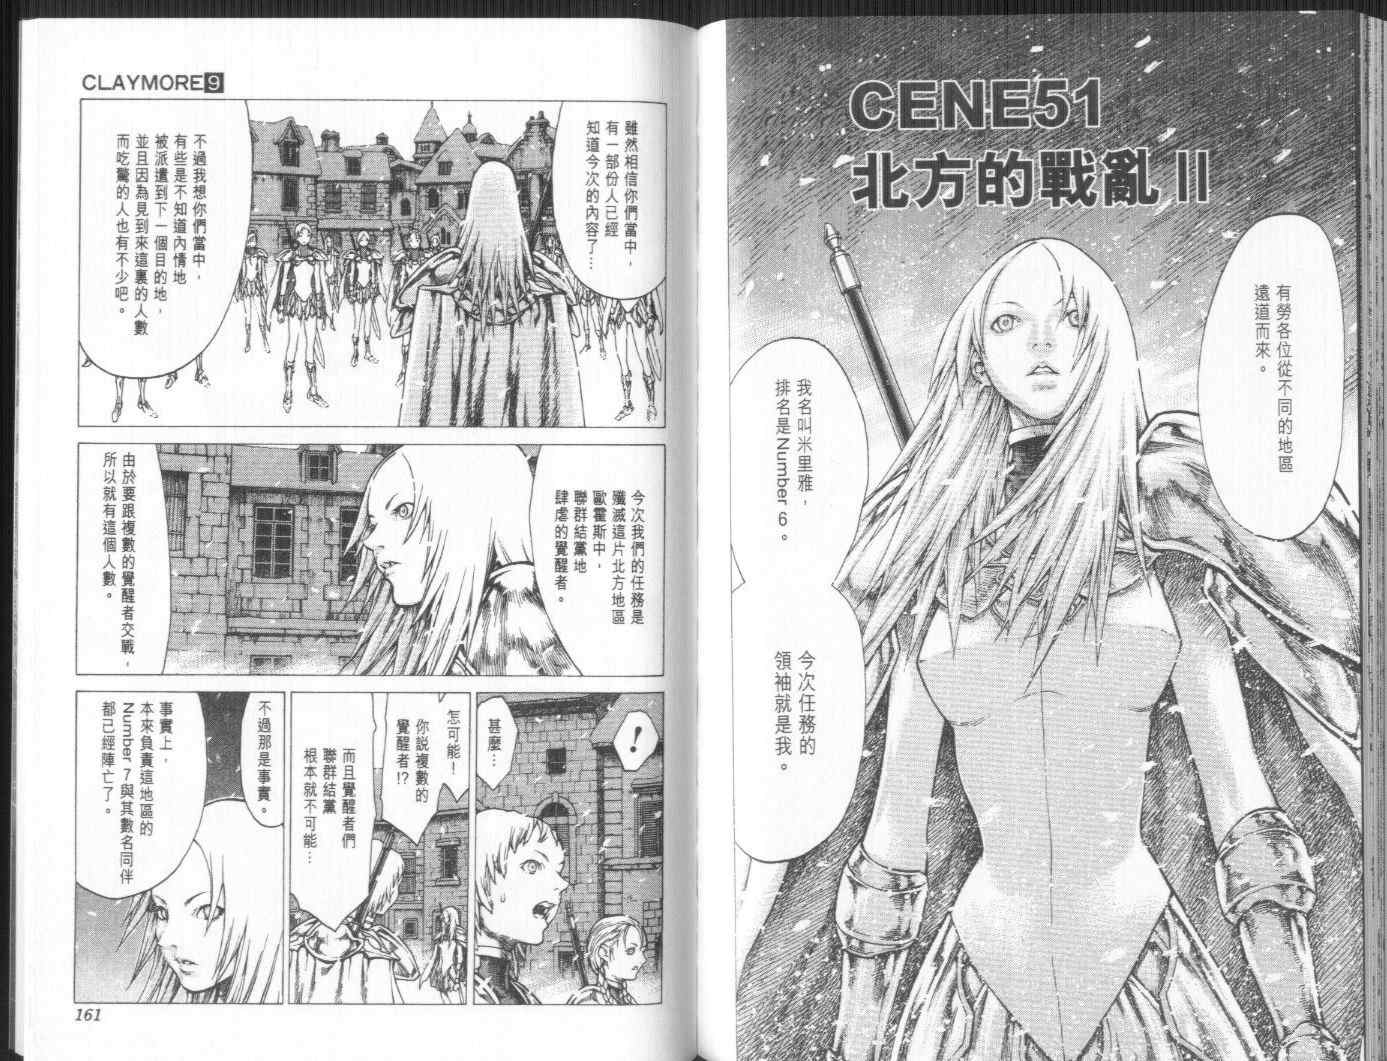 CENE51
北方的戰亂 II
有勞各位從不同的地區
遠道而來。
我名叫米里雅，
排名是Number 6。
今次任務的
領袖就是我。
CLAYMORE 9
雖然相信你們當中，
有一部份人已經
知道今次的內容了…
不過我想你們當中，
有些是不知道內情地
被派遣到下一個目的地，
並且因為見到來這裏的人數
而吃驚的人也有不少吧。
今次我們的任務是
殲滅這片北方地區
歐霍斯中，
聯群結黨地
肆虐的覺醒者。
由於要跟複數的覺醒者交戰，
所以就有這個人數。
！
甚麼…
怎可能！
你說複數的
覺醒者!?
而且覺醒者們
聯群結黨
根本就不可能…
不過那是事實。
事實上，
本來負責這地區的
Number 7與其數名同伴
都已經陣亡了。
161